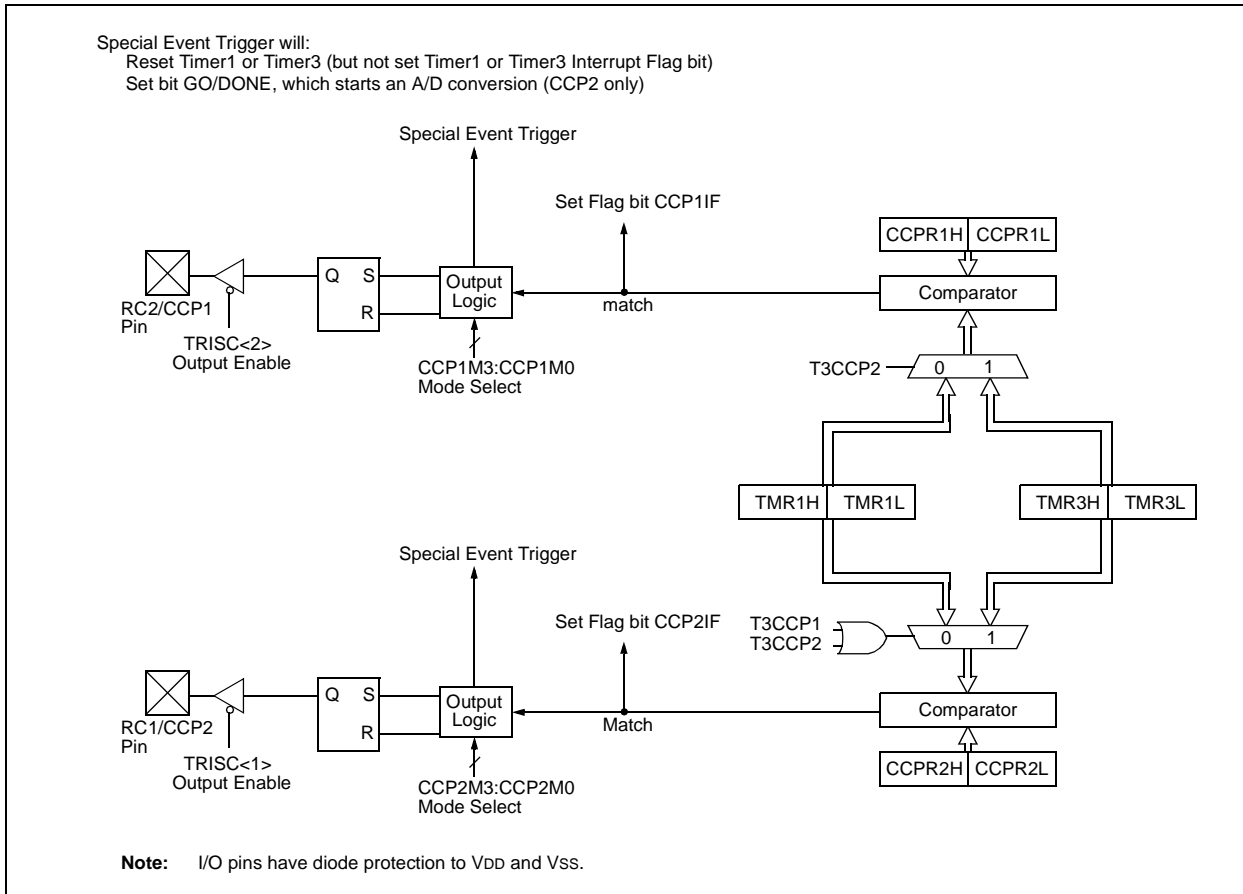 Special Event Trigger will:
Reset Timer1 or Timer3 (but not set Timer1 or Timer3 Interrupt Flag bit)
Set bit GO/DONE, which starts an A/D conversion (CCP2 only)
Special Event Trigger
Set Flag bit CCP1IF
CCPR1H CCPR1L
Q S
R
Output
Logic
Comparator
match
RC2/CCP1
Pin
TRISC<2>
Output Enable
CCP1M3:CCP1M0
Mode Select
T3CCP2
0 1
TMR1H TMR1L
TMR3H TMR3L
Special Event Trigger
Set Flag bit CCP2IF
T3CCP1
T3CCP2
0 1
Q S
R
Output
Logic
Comparator
Match
RC1/CCP2
Pin
TRISC<1>
Output Enable
CCP2M3:CCP2M0
Mode Select
CCPR2H CCPR2L
Note: I/O pins have diode protection to VDD and VSS.